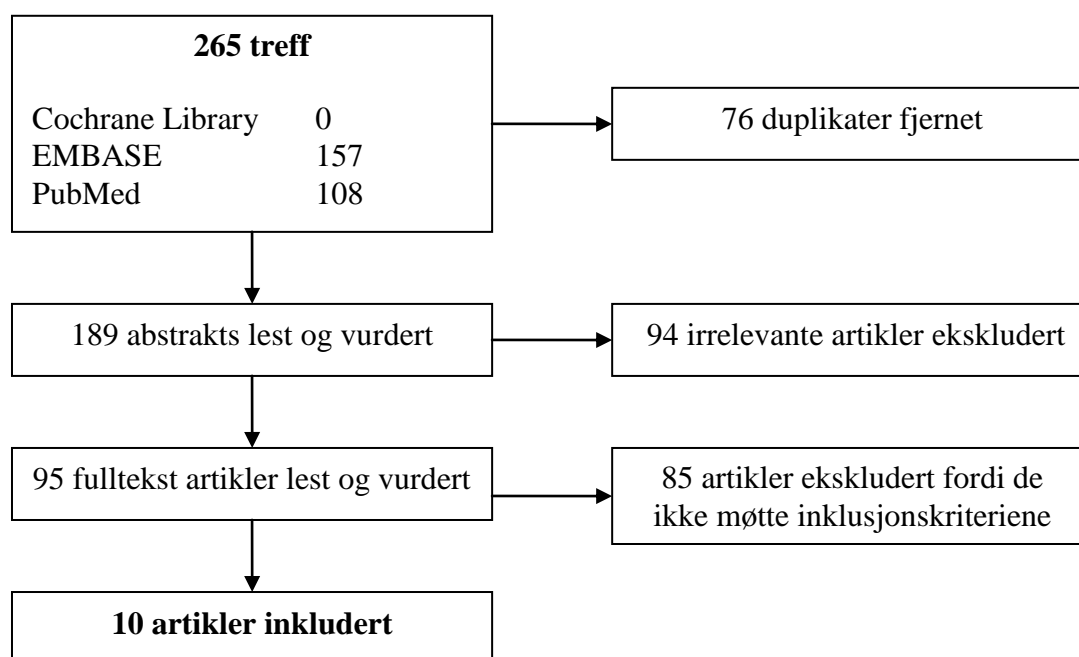 265 treff
Cochrane Library 0
EMBASE 157
PubMed 108
76 duplikater fjernet
189 abstrakts lest og vurdert
94 irrelevante artikler ekskludert
95 fulltekst artikler lest og vurdert
85 artikler ekskludert fordi de
ikke møtte inklusjonskriteriene
10 artikler inkludert